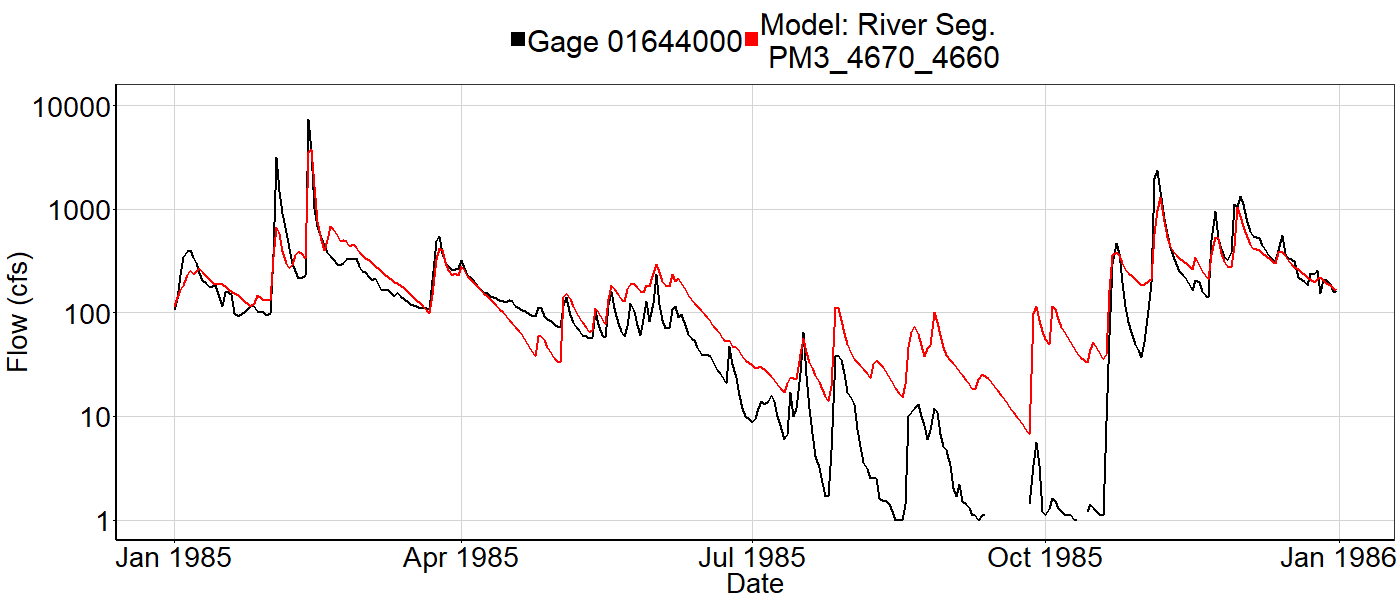 Gage 01644000
Model: River Seg.
PM3_4670_4660
10000
1000
100
10
1
Flow (cfs)
Jan 1985
Apr 1985
Jul 1985
Oct 1985
Jan 1986
Date